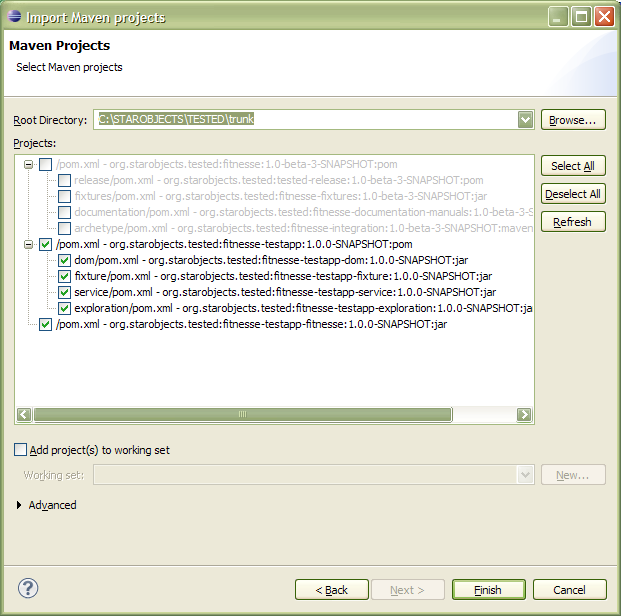 Import Maven projects
Maven Projects
Select Maven projects
Root Directory: C:\STAROBJECTS\TESTED\trunk Browse...
Projects:
/pom.xml - org.starobjects.tested:fitnesse:1.0-beta-3-SNAPSHOT:pom Select All
release/pom.xml - org.starobjects.tested:tested-release:1.0-beta-3-SNAPSHOT:pom
fixtures/pom.xml - org.starobjects.tested:fitnesse-fixtures:1.0-beta-3-SNAPSHOT:jar Deselect All
documentation/pom.xml - org.starobjects.tested:fitnesse-documentation-manuals:1.0-beta-3-S
archetype/pom.xml - org.starobjects.tested:fitnesse-integration:1.0-beta-3-SNAPSHOT:maven Refresh
/pom.xml - org.starobjects.tested:fitnesse-testapp:1.0.0-SNAPSHOT:pom
dom/pom.xml - org.starobjects.tested:fitnesse-testapp-dom:1.0.0-SNAPSHOT:jar
fixture/pom.xml - org.starobjects.tested:fitnesse-testapp-fixture:1.0.0-SNAPSHOT:jar
service/pom.xml - org.starobjects.tested:fitnesse-testapp-service:1.0.0-SNAPSHOT:jar
exploration/pom.xml - org.starobjects.tested:fitnesse-testapp-exploration:1.0.0-SNAPSHOT:ja
/pom.xml - org.starobjects.tested:fitnesse-testapp-fitnesse:1.0.0-SNAPSHOT:jar
Add project(s) to working set
Working set: New...
Advanced
? < Back Next > Finish Cancel